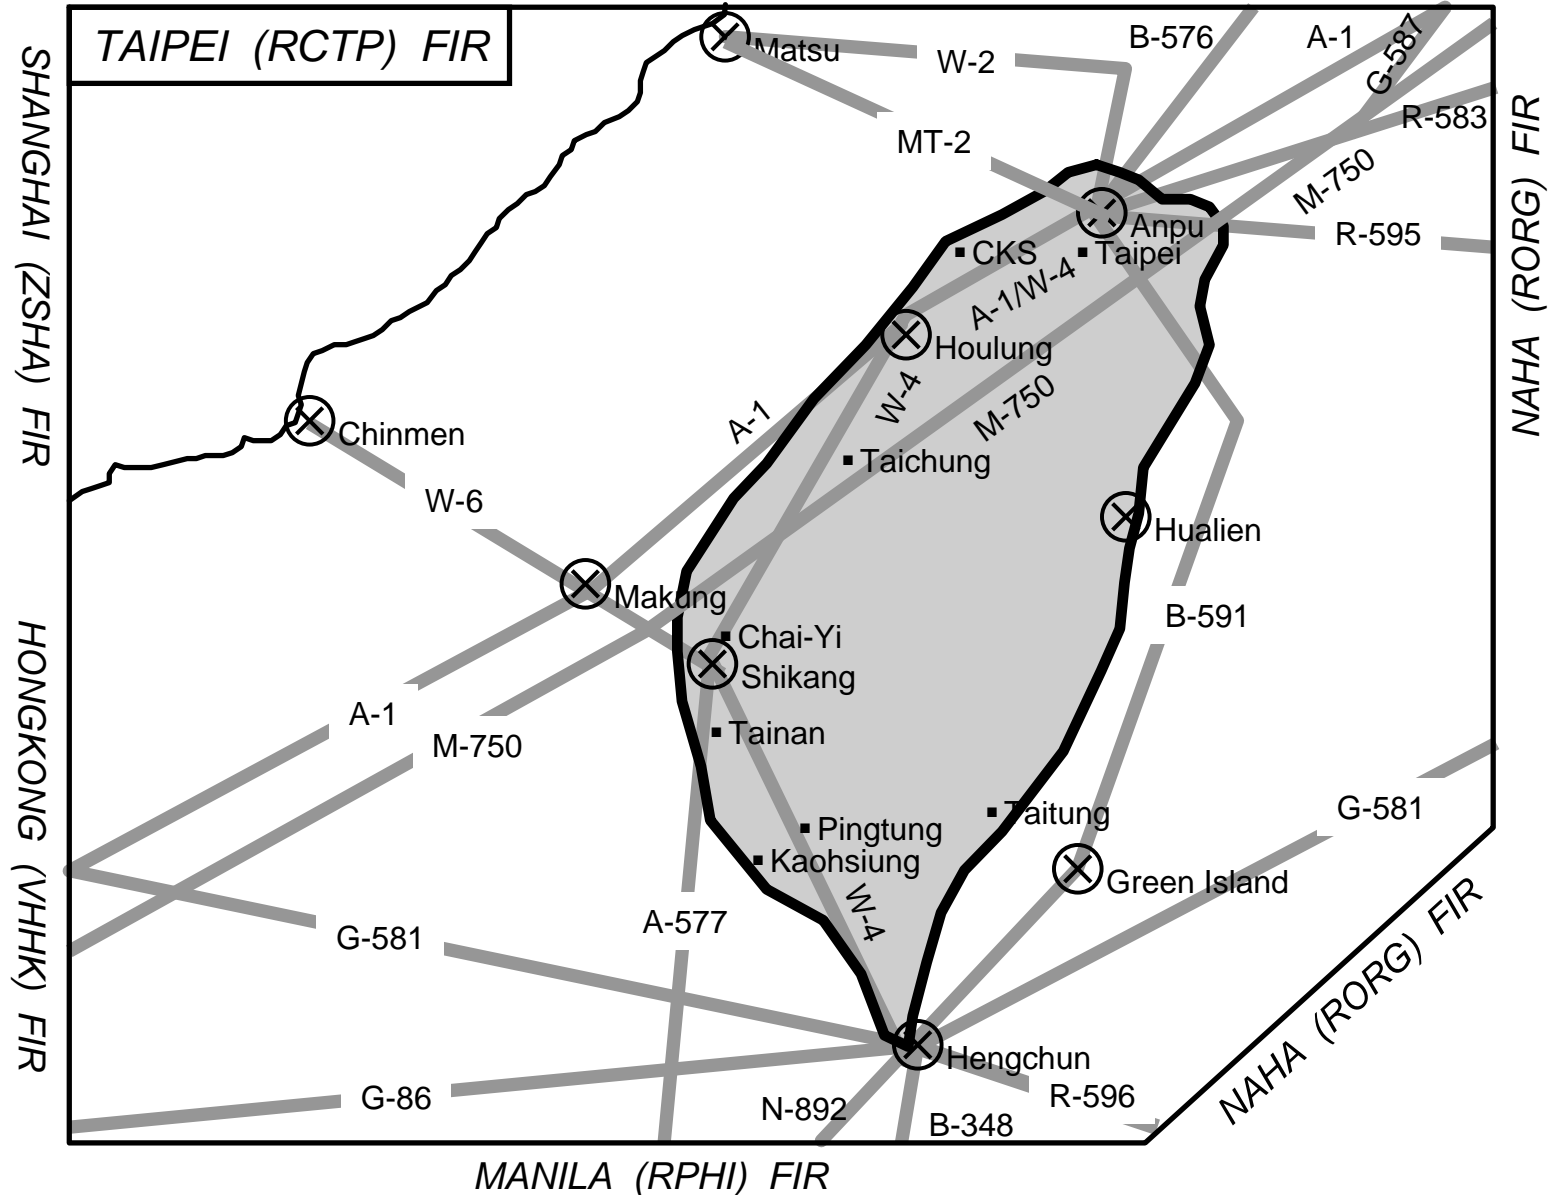 TAIPEI (RCTP) FIR
Matsu
W-2
B-576
A-1
G-587
R-583
SHANGHAI (ZSHA) FIR
NAHA (RORG) FIR
MT-2
M-750
Anpu
R-595
CKS
Taipei
A-1/W-4
Houlung
W-4
M-750
A-1
Chinmen
Taichung
W-6
Hualien
Makung
B-591
Chai-Yi
Shikang
HONGKONG (VHHK) FIR
A-1
M-750
Tainan
Taitung
G-581
Pingtung
Kaohsiung
Green Island
W-4
A-577
G-581
NAHA (RORG) FIR
Hengchun
G-86
N-892
R-596
B-348
MANILA (RPHI) FIR